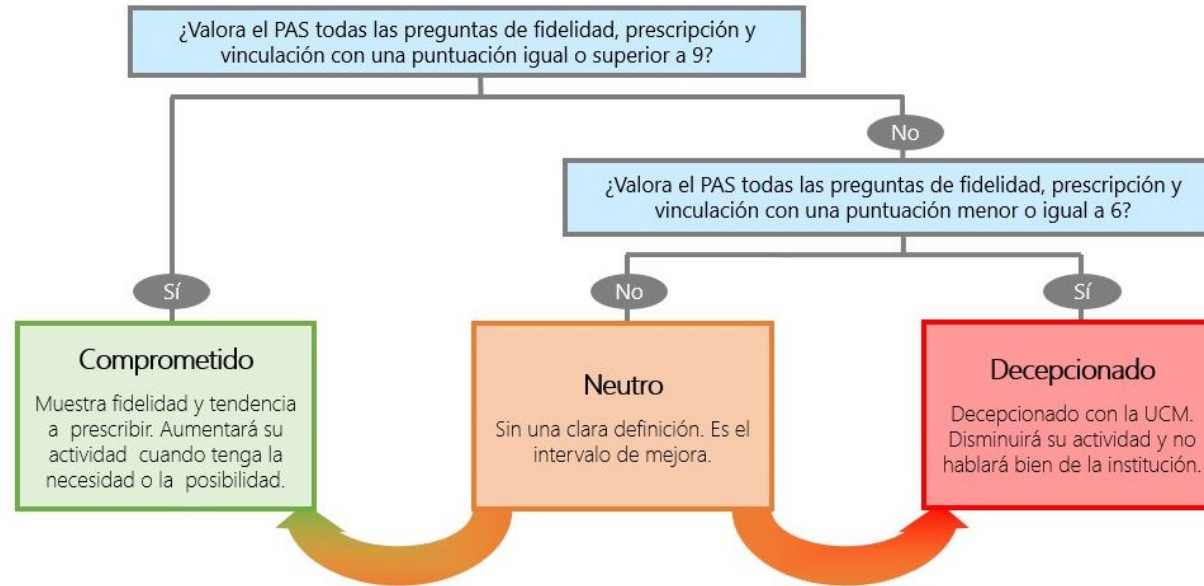 ¿Valora el PAS todas las preguntas de fidelidad, prescripción y
vinculación con una puntuación igual o superior a 9?
No
¿Valora el PAS todas las preguntas de fidelidad, prescripción y
vinculación con una puntuación menor o igual a 6?
Sí
No
Sí
Comprometido
Muestra fidelidad y tendencia
a prescribir. Aumentará su
actividad cuando tenga la
necesidad o la posibilidad.
Neutro
Sin una clara definición. Es el
intervalo de mejora.
Decepcionado
Decepcionado con la UCM.
Disminuirá su actividad y no
hablará bien de la institución.